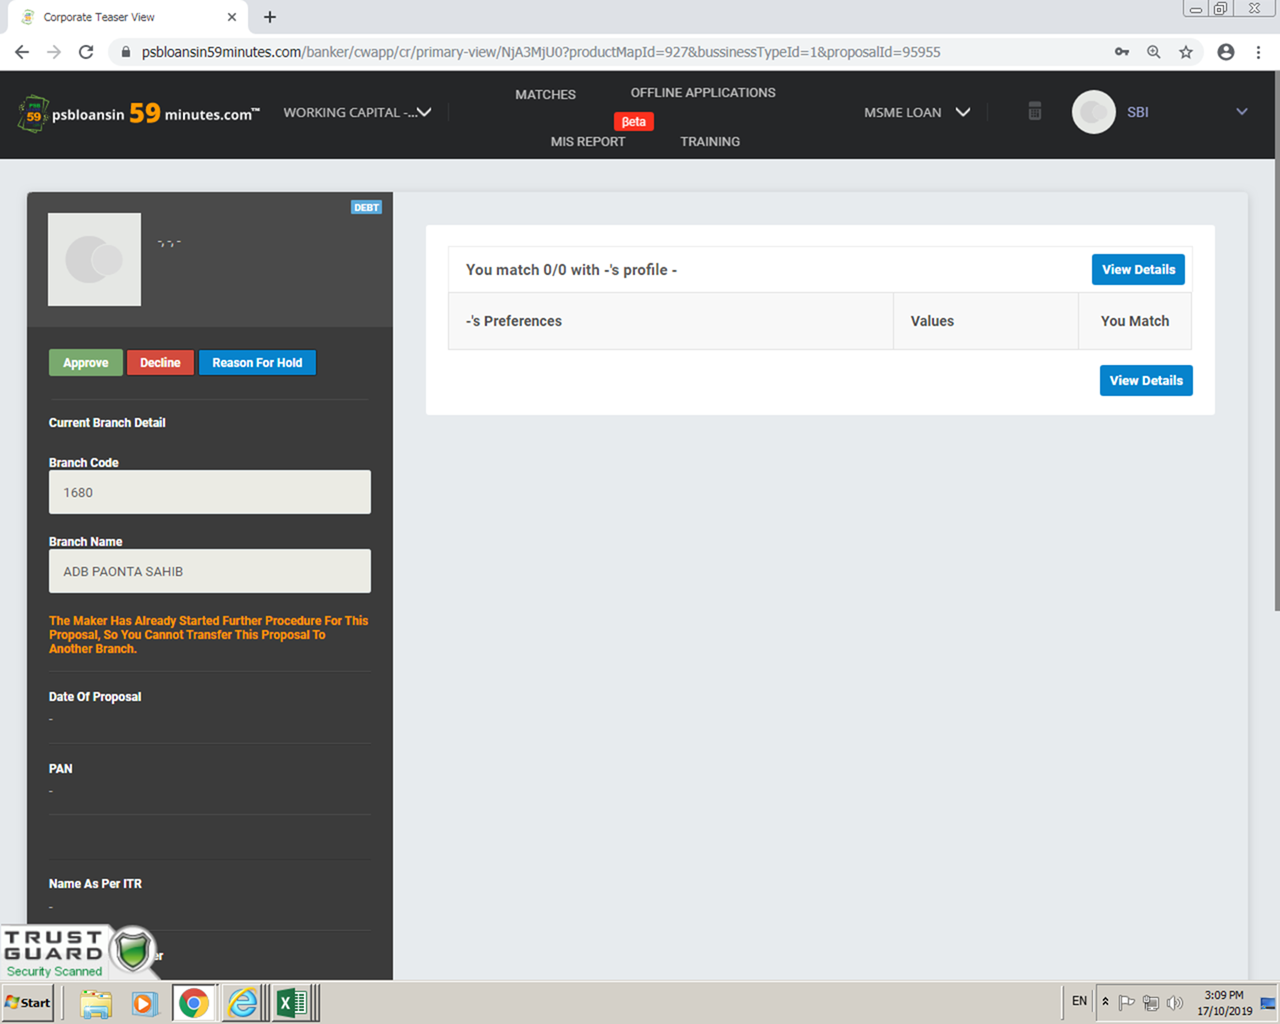 Corporate Teaser View
psbloansin59minutes.com/banker/cwapp/cr/primary-view/NjA3MjU0?productMapId=927&bussinessTypeId=1&proposalId=95955
psbloansin 59 minutes.com™
PSB
59
WORKING CAPITAL -...
MATCHES
OFFLINE APPLICATIONS
βeta
MIS REPORT
TRAINING
MSME LOAN
SBI
DEBT
-, -, -
Approve
Decline
Reason For Hold
Current Branch Detail
Branch Code
1680
Branch Name
ADB PAONTA SAHIB
The Maker Has Already Started Further Procedure For This
Proposal, So You Cannot Transfer This Proposal To
Another Branch.
Date Of Proposal
-
PAN
-
Name As Per ITR
-
er
You match 0/0 with -'s profile -
View Details
-'s Preferences
Values
You Match
View Details
TRUST
GUARD
Security Scanned
Start
EN
3:09 PM
17/10/2019